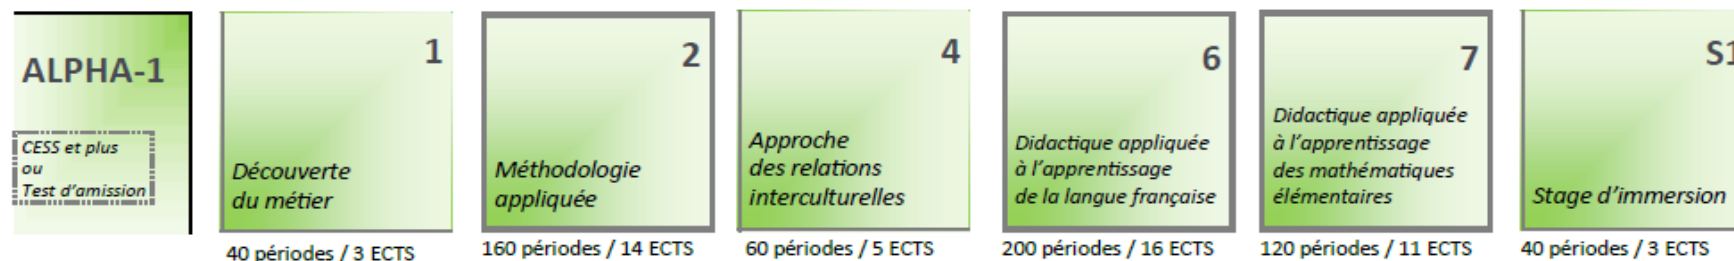 ALPHA-1
CESS et plus
ou
Test d'amission
1
Découverte
du métier
40 périodes / 3 ECTS
2
Méthodologie
appliquée
160 périodes / 14 ECTS
4
Approche
des relations
interculturelles
60 périodes / 5 ECTS
6
Didactique appliquée
à l'apprentissage
de la langue française
200 périodes / 16 ECTS
7
Didactique appliquée
à l'apprentissage
des mathématiques
élémentaires
120 périodes / 11 ECTS
S1
Stage d'immersion
40 périodes / 3 ECTS